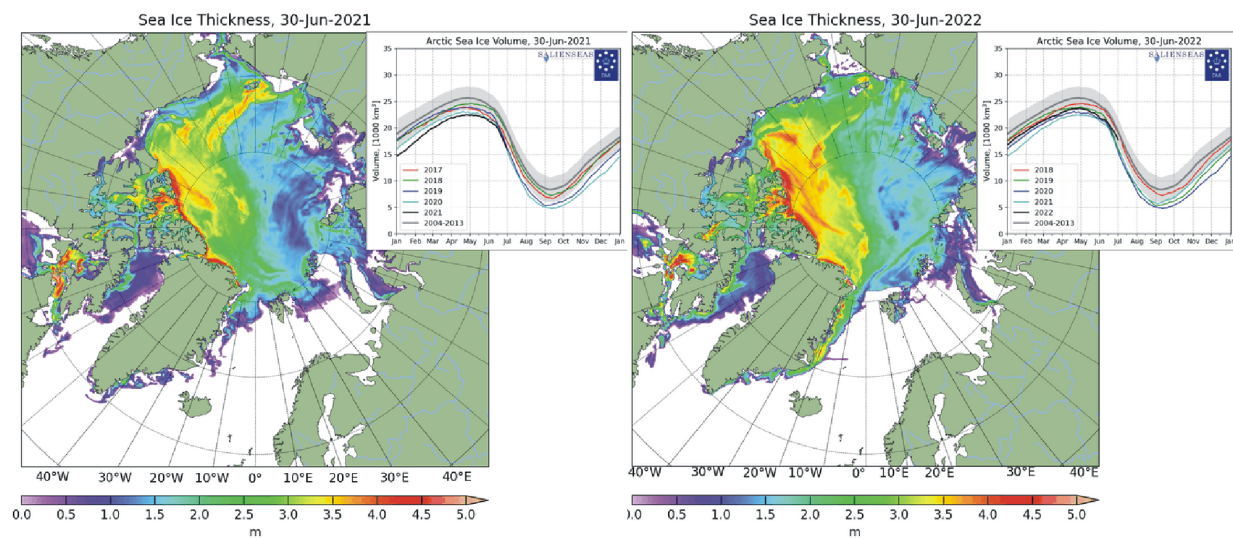 Sea Ice Thickness, 30-Jun-2021
Arctic Sea Ice Volume, 30-Jun-2021
SALIENSEAS
DMI
Volume, [1000 km³]
35
30
25
20
15
10
5
0
2017
2018
2019
2020
2021
2004-2013
Jan Feb Mar Apr May Jun Jul Aug Sep Oct Nov Dec Jan
40°W 30°W 20°W 10°W 0° 10°E 20°E 30°E 40°E
0.0 0.5 1.0 1.5 2.0 2.5 3.0 3.5 4.0 4.5 5.0
m
Sea Ice Thickness, 30-Jun-2022
Arctic Sea Ice Volume, 30-Jun-2022
SALIENSEAS
DMI
Volume, [1000 km³]
35
30
25
20
15
10
5
0
2018
2019
2020
2021
2022
2004-2013
Jan Feb Mar Apr May Jun Jul Aug Sep Oct Nov Dec Jan
40°W 30°W 20°W 10°W 0° 10°E 20°E 30°E
0.0 0.5 1.0 1.5 2.0 2.5 3.0 3.5 4.0 4.5 5.0
m